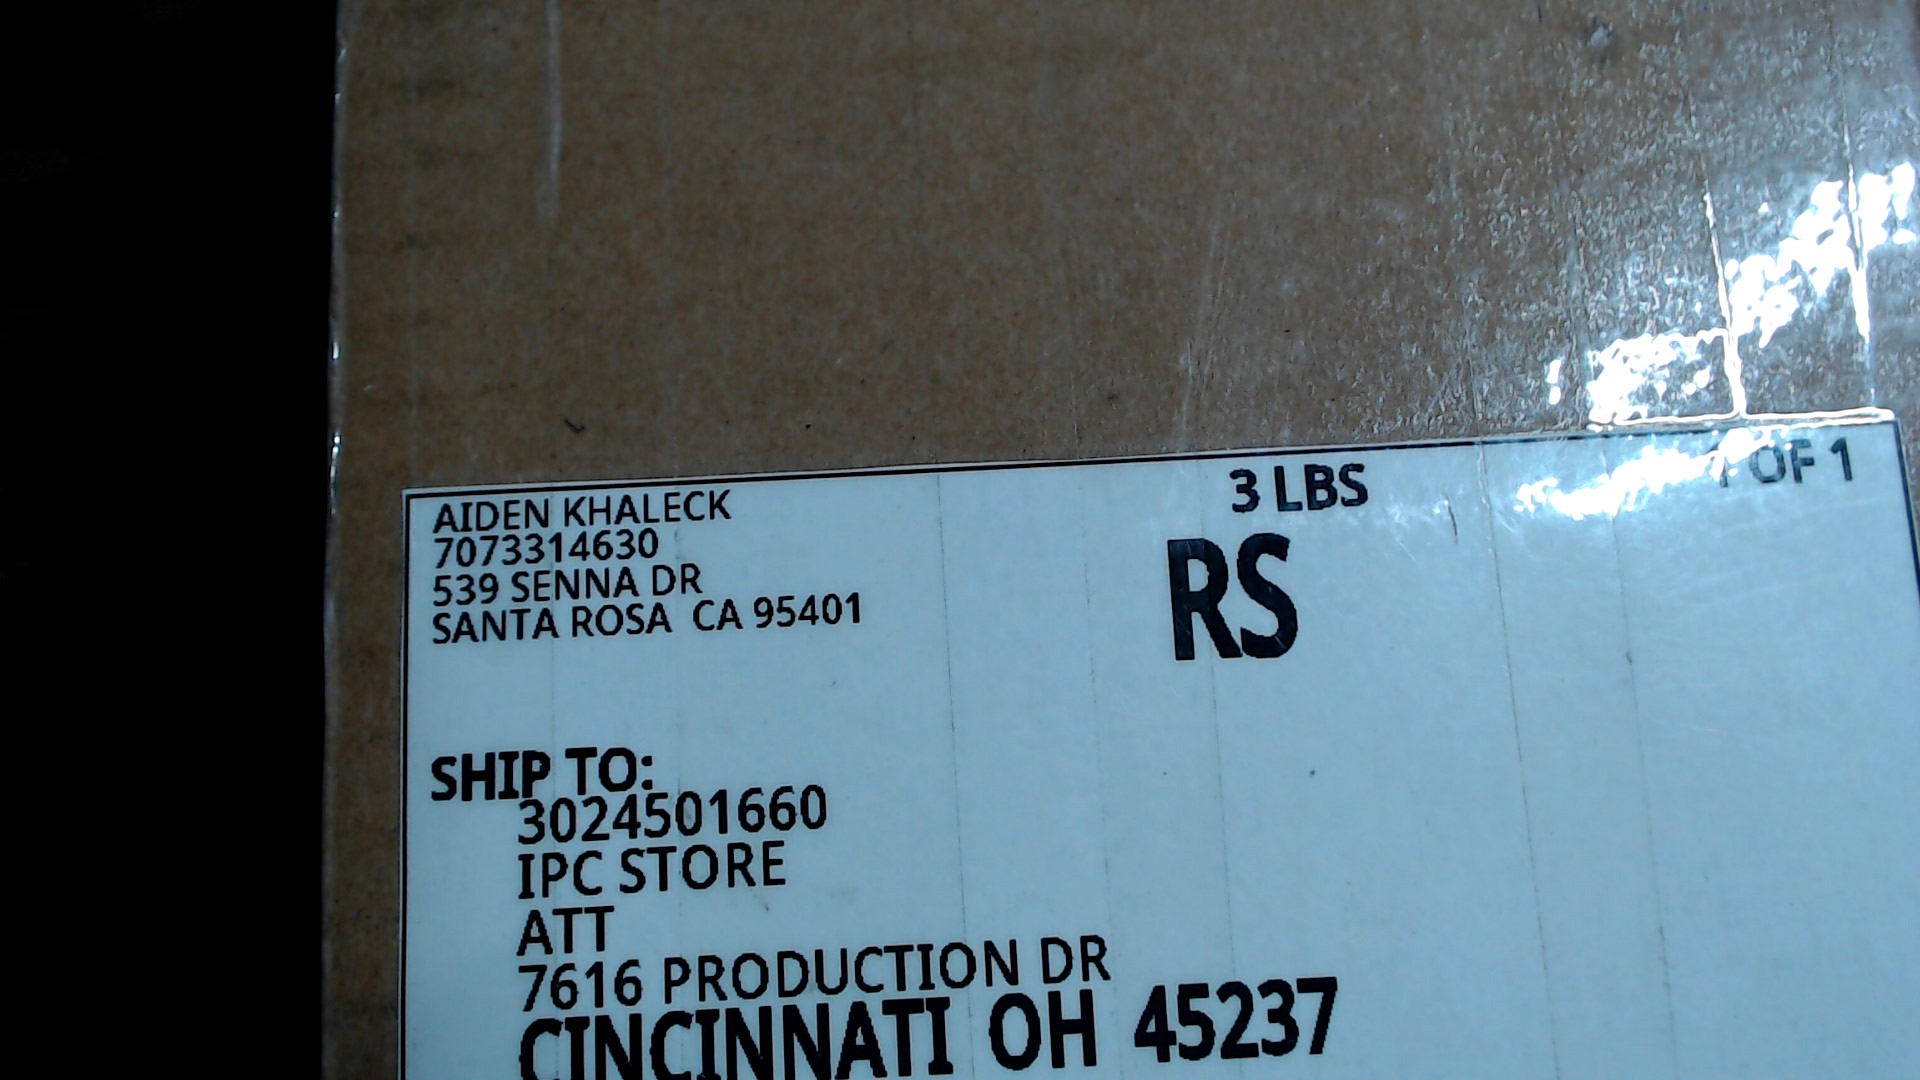 AIDEN KHALECK
7073314630
539 SENNA DR
SANTA ROSA CA 95401
3 LBS
1 OF 1
RS
SHIP TO:
3024501660
IPC STORE
ATT
7616 PRODUCTION DR
CINCINNATI OH 45237